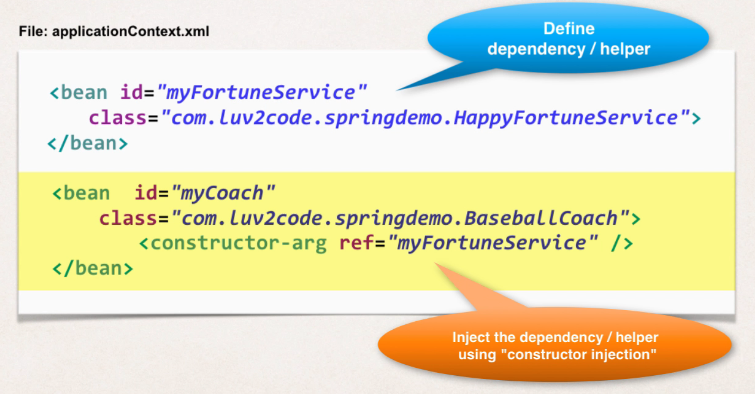 File: applicationContext.xml
Define
dependency / helper
<bean id="myFortuneService"
class="com.luv2code.springdemo.HappyFortuneService">
</bean>
<bean id="myCoach"
class="com.luv2code.springdemo.BaseballCoach">
<constructor-arg ref="myFortuneService" />
</bean>
Inject the dependency / helper
using "constructor injection"